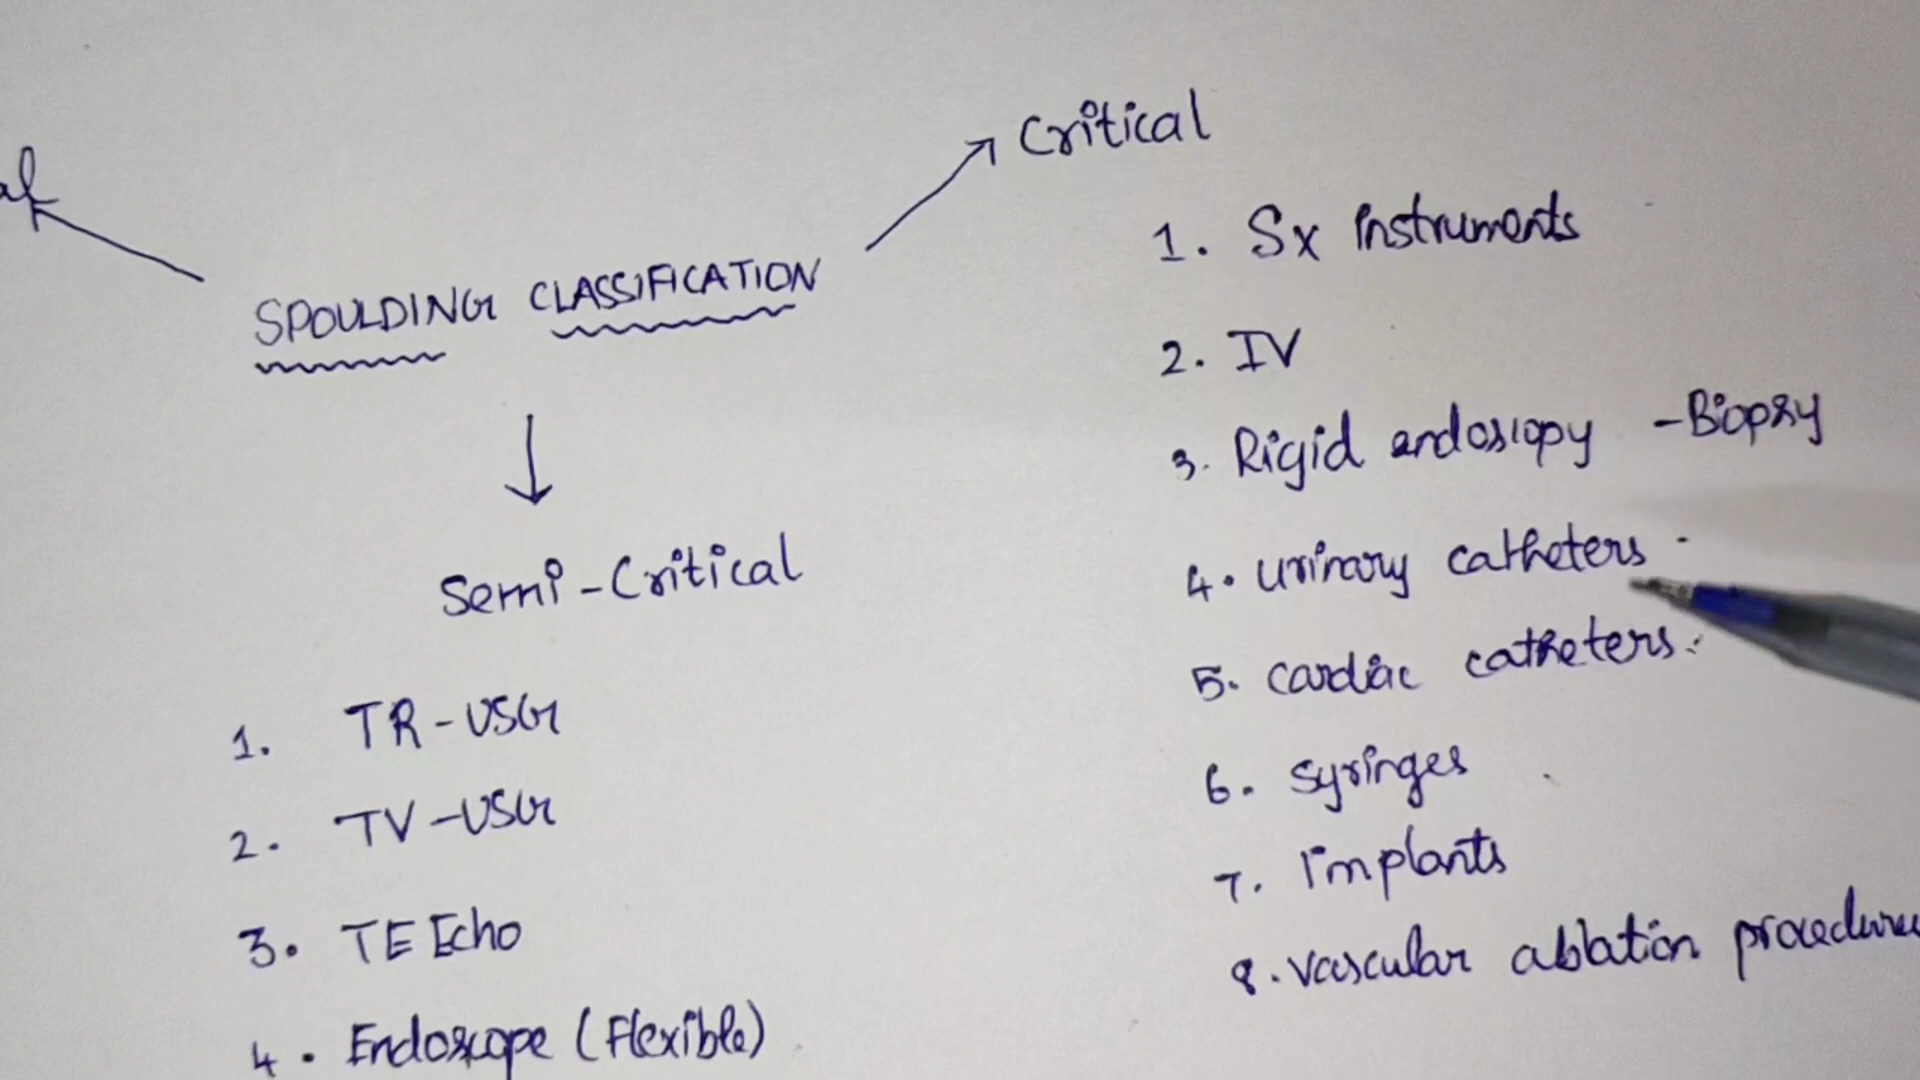 Critical
SPOULDING CLASSIFICATION
1. Sx Instruments
2. IV
3. Rigid endoscopy - Biopsy
4. urinary catheters
5. cardiac catheters
6. syringes
7. Implants
8. vascular ablation
Semi-Critical
1. TR-USG
2. TV-USG
3. TE Echo
4. Endoscope (Flexible)